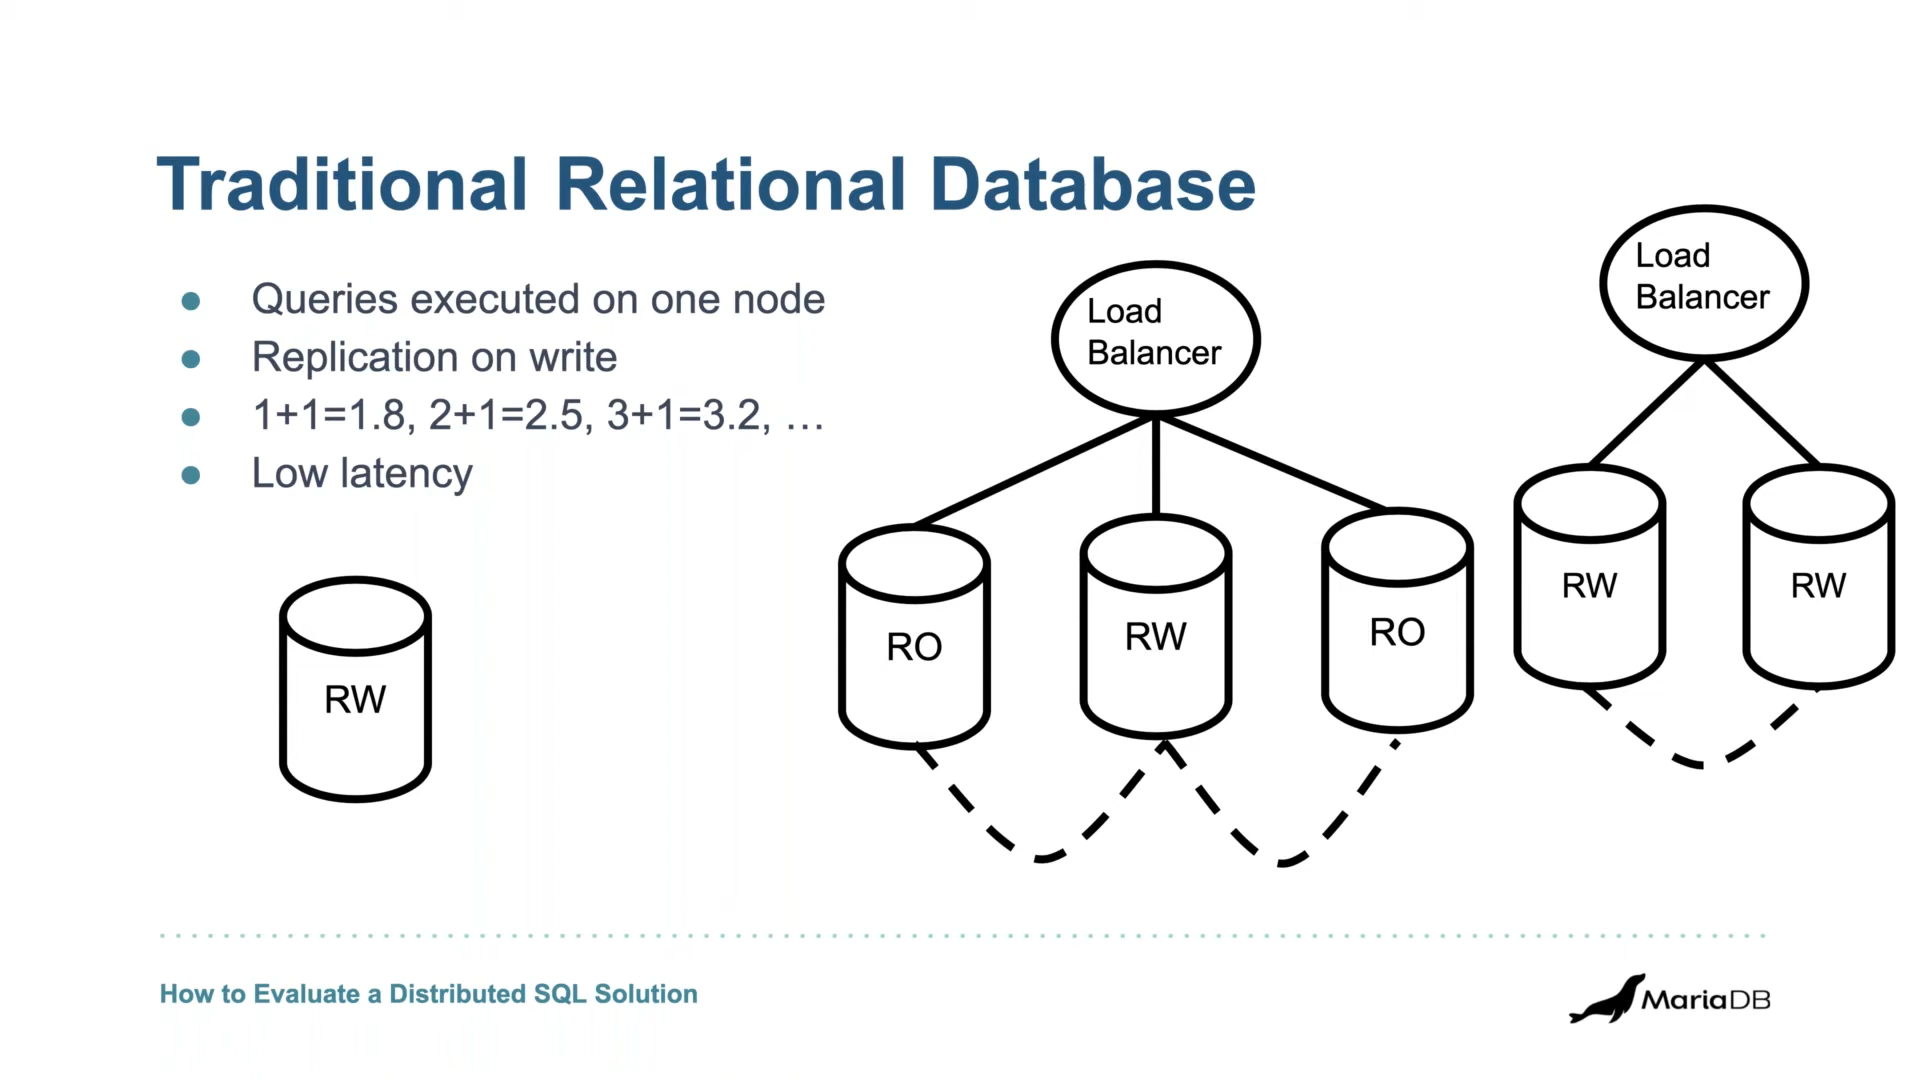 Traditional Relational Database
Queries executed on one node
Replication on write
1+1=1.8, 2+1=2.5, 3+1=3.2, …
Low latency
RW
Load
Balancer
RO
RW
RO
Load
Balancer
RW
RW
How to Evaluate a Distributed SQL Solution
MariaDB